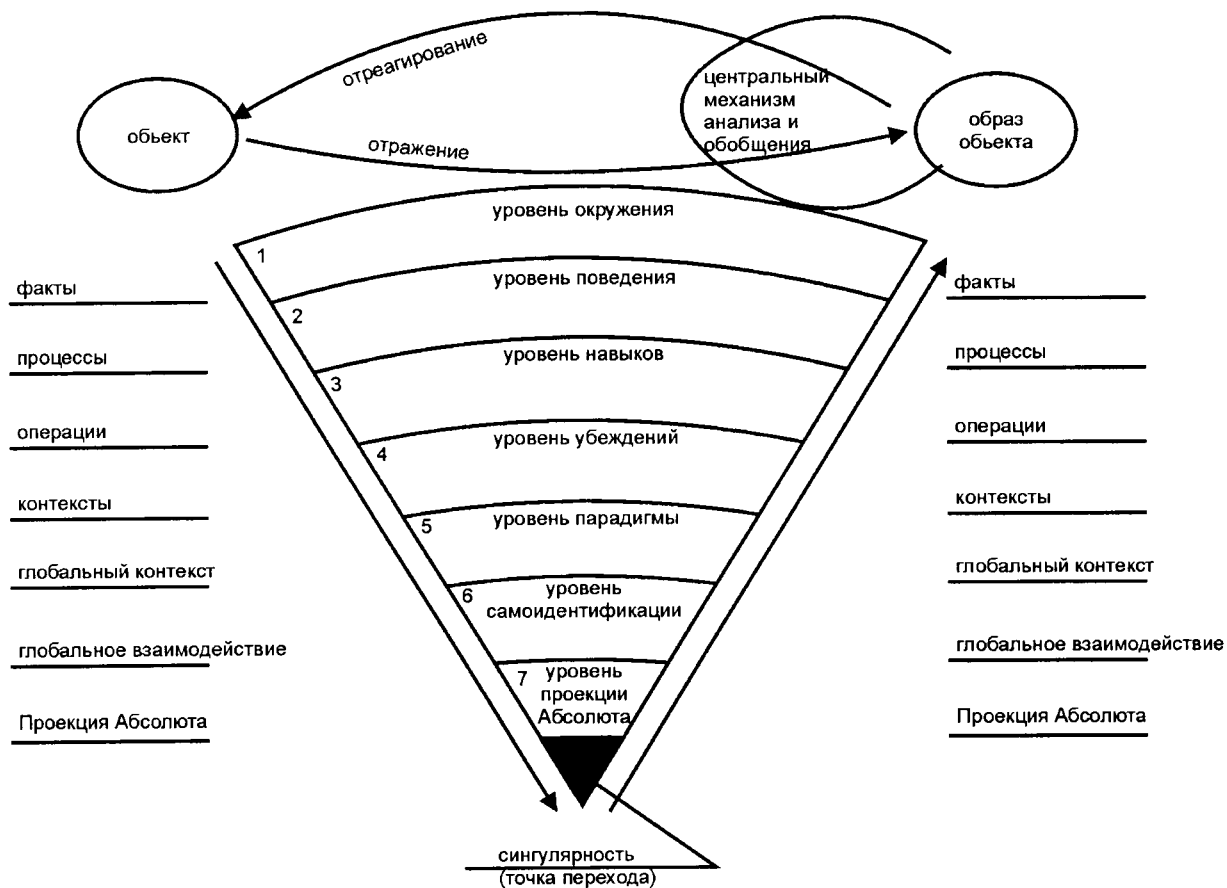 отреагирование
центральный
механизм
анализа и
обобщения
обьект
образ
обьекта
отражение
уровень окружения
1
уровень поведения
факты
факты
2
уровень навыков
процессы
процессы
3
уровень убеждений
операции
операции
4
контексты
контексты
уровень парадигмы
5
глобальный контекст
глобальный контекст
6
уровень
самоидентификации
глобальное взаимодействие
глобальное взаимодействие
7
уровень
проекции
Абсолюта
Проекция Абсолюта
Проекция Абсолюта
сингулярность
(точка перехода)